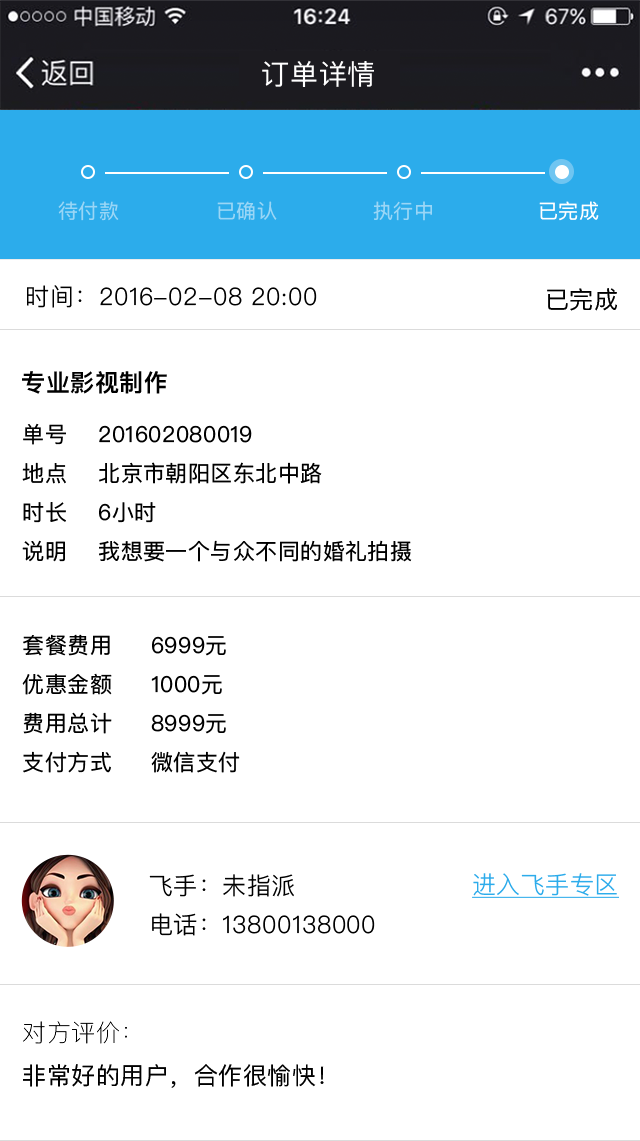 中国移动 16:24 67%
返回 订单详情
待付款 已确认 执行中 已完成
时间：2016-02-08 20:00 已完成
专业影视制作
单号 201602080019
地点 北京市朝阳区东北中路
时长 6小时
说明 我想要一个与众不同的婚礼拍摄
套餐费用 6999元
优惠金额 1000元
费用总计 8999元
支付方式 微信支付
飞手：未指派 进入飞手专区
电话：13800138000
对方评价：
非常好的用户，合作很愉快！